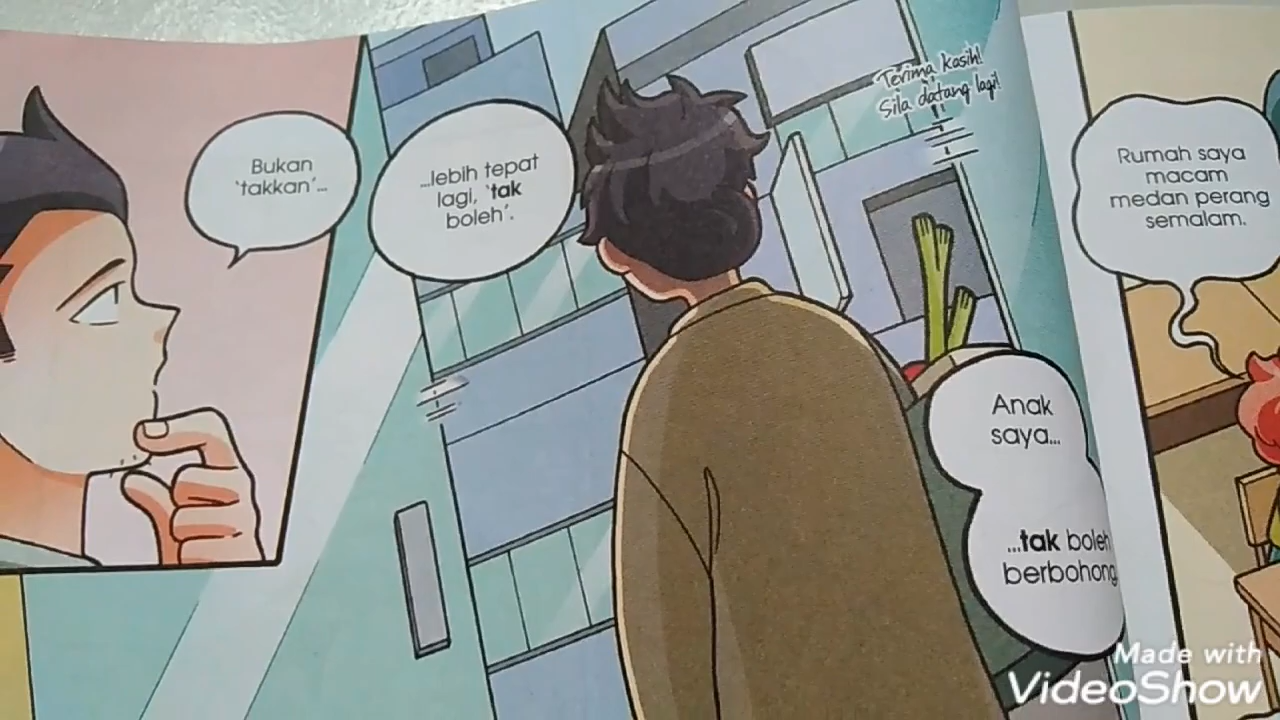 Bukan
'takkan'...
...lebih tepat
lagi, 'tak
boleh'.
Terima kasih!
Sila datang lagi!
Anak
saya...
...tak boleh
berbohong
Rumah saya
macam
medan perang
semalam.
Made with
VideoShow